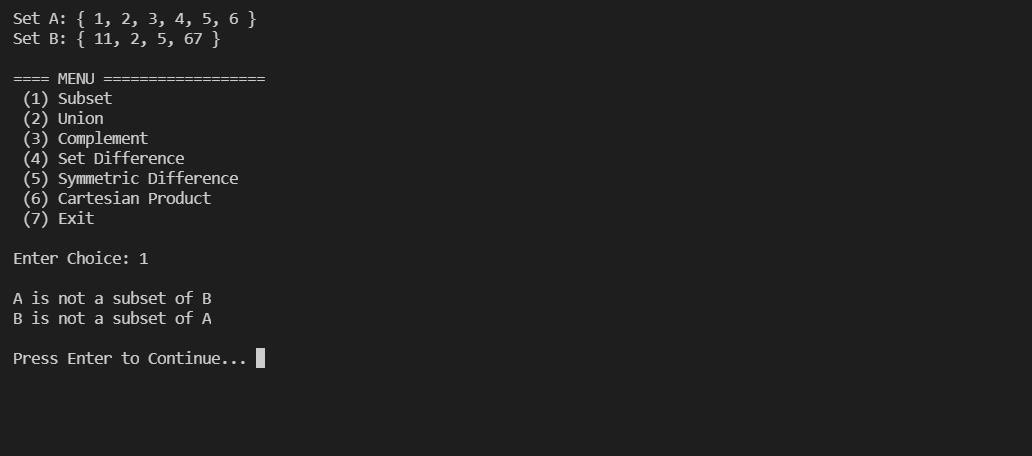 Set A: { 1, 2, 3, 4, 5, 6 }
Set B: { 11, 2, 5, 67 }
==== MENU ==================
(1) Subset
(2) Union
(3) Complement
(4) Set Difference
(5) Symmetric Difference
(6) Cartesian Product
(7) Exit
Enter Choice: 1
A is not a subset of B
B is not a subset of A
Press Enter to Continue...